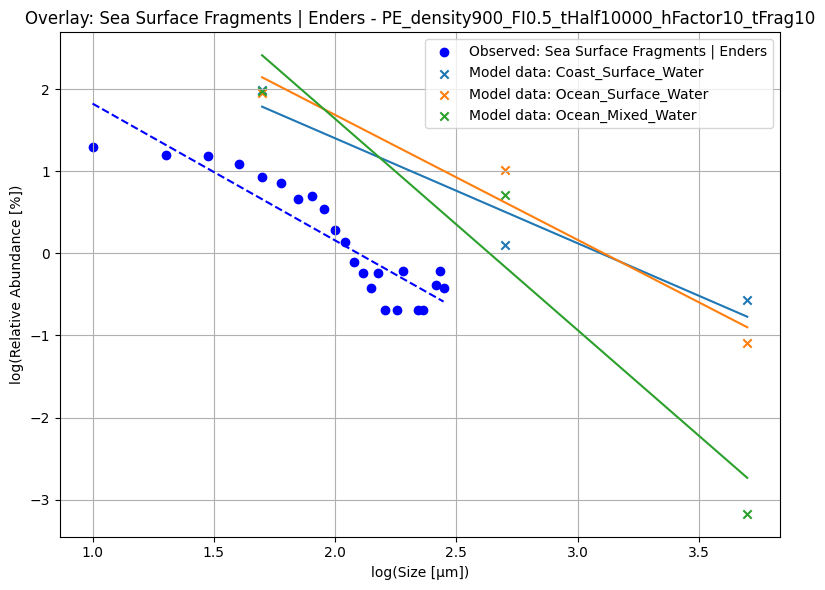 Overlay: Sea Surface Fragments | Enders - PE_density900_FI0.5_tHalf10000_hFactor10_tFrag10
Observed: Sea Surface Fragments | Enders
Model data: Coast_Surface_Water
Model data: Ocean_Surface_Water
Model data: Ocean_Mixed_Water
log(Relative Abundance [%])
2
1
0
−1
−2
−3
1.0 1.5 2.0 2.5 3.0 3.5
log(Size [μm])